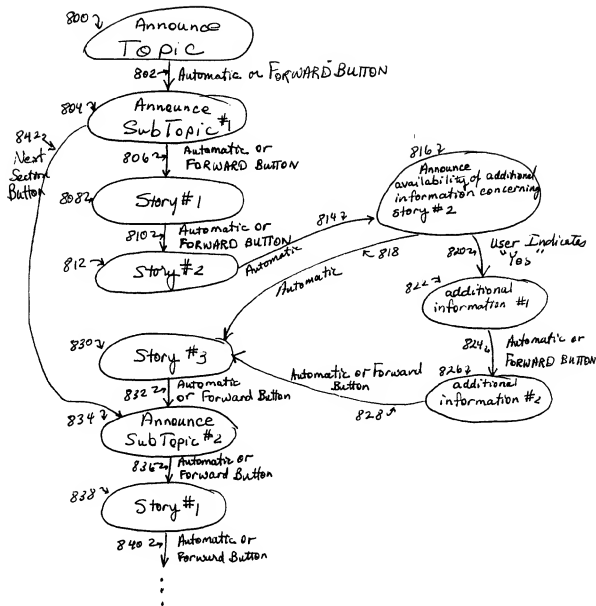 800
Announce
Topic
802
Automatic or FORWARD BUTTON
804
Announce
SubTopic #1
842
Next
Section
Button
806
Automatic or
FORWARD BUTTON
808
Story #1
810
Automatic or
FORWARD BUTTON
812
Story #2
814
Automatic
816
Announce
availability of additional
information concerning
story #2
818
Automatic
820
User Indicates
"Yes"
822
additional
information #1
824
Automatic or
FORWARD BUTTON
826
additional
information #2
Automatic or Forward
Button
828
830
Story #3
832
Automatic
or Forward Button
834
Announce
SubTopic #2
836
Automatic or
Forward Button
838
Story #1
840
Automatic or
Forward Button